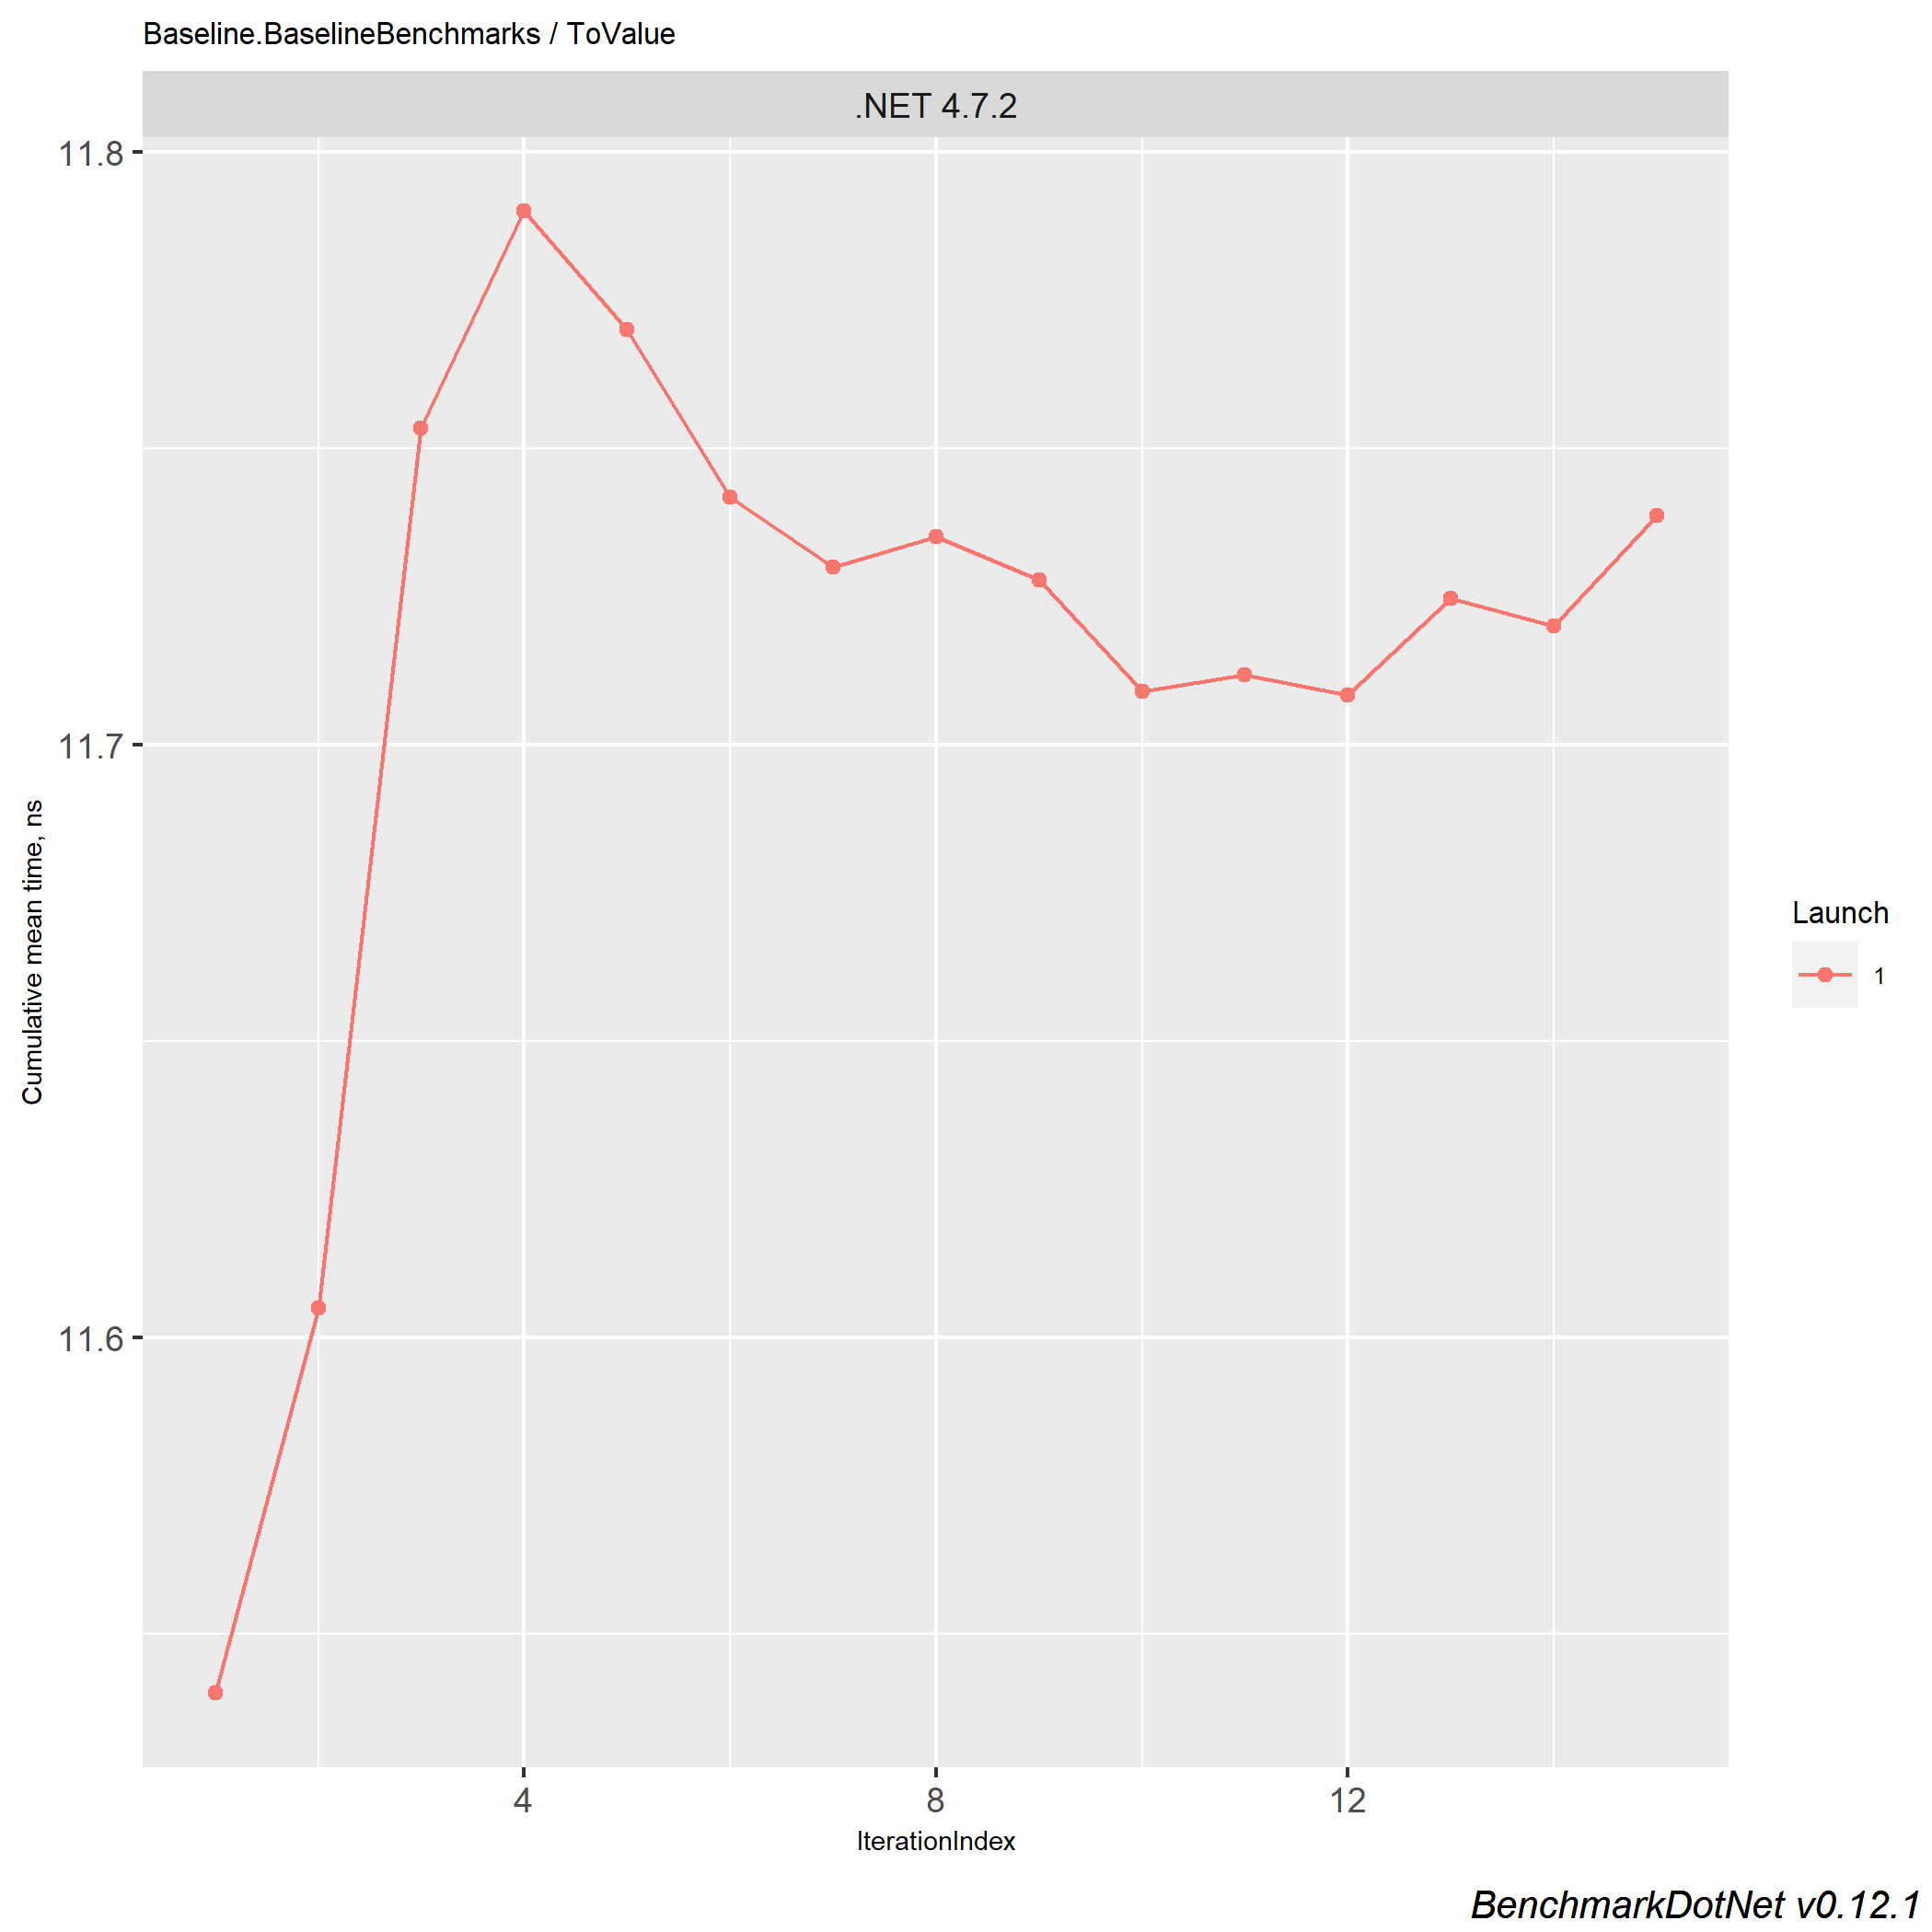 Baseline.BaselineBenchmarks / ToValue
.NET 4.7.2
11.8
11.7
11.6
Cumulative mean time, ns
4
8
12
IterationIndex
Launch
1
BenchmarkDotNet v0.12.1